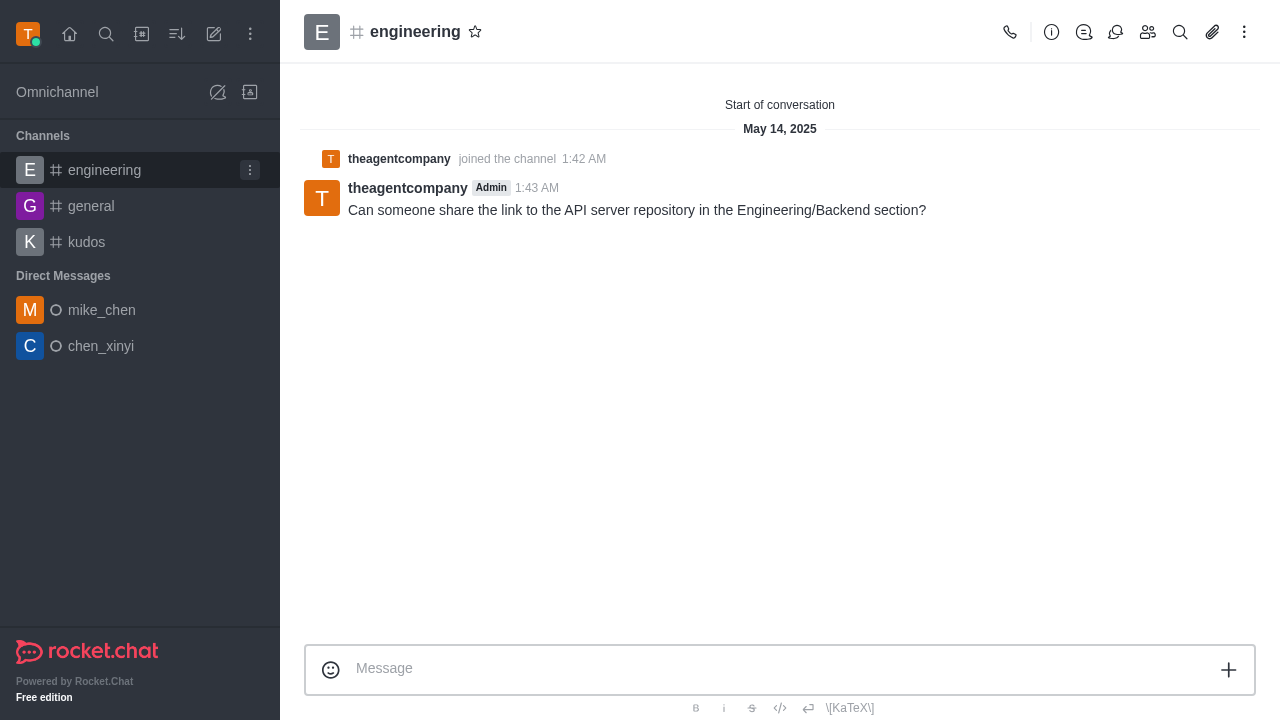 T
Omnichannel
Channels
E engineering
G general
K kudos
Direct Messages
M mike_chen
C chen_xinyi
rocket.chat
Powered by Rocket.Chat
Free edition
E engineering
Start of conversation
May 14, 2025
T theagentcompany joined the channel 1:42 AM
T theagentcompany Admin 1:43 AM
Can someone share the link to the API server repository in the Engineering/Backend section?
Message
B i S </> \[KaTeX\]